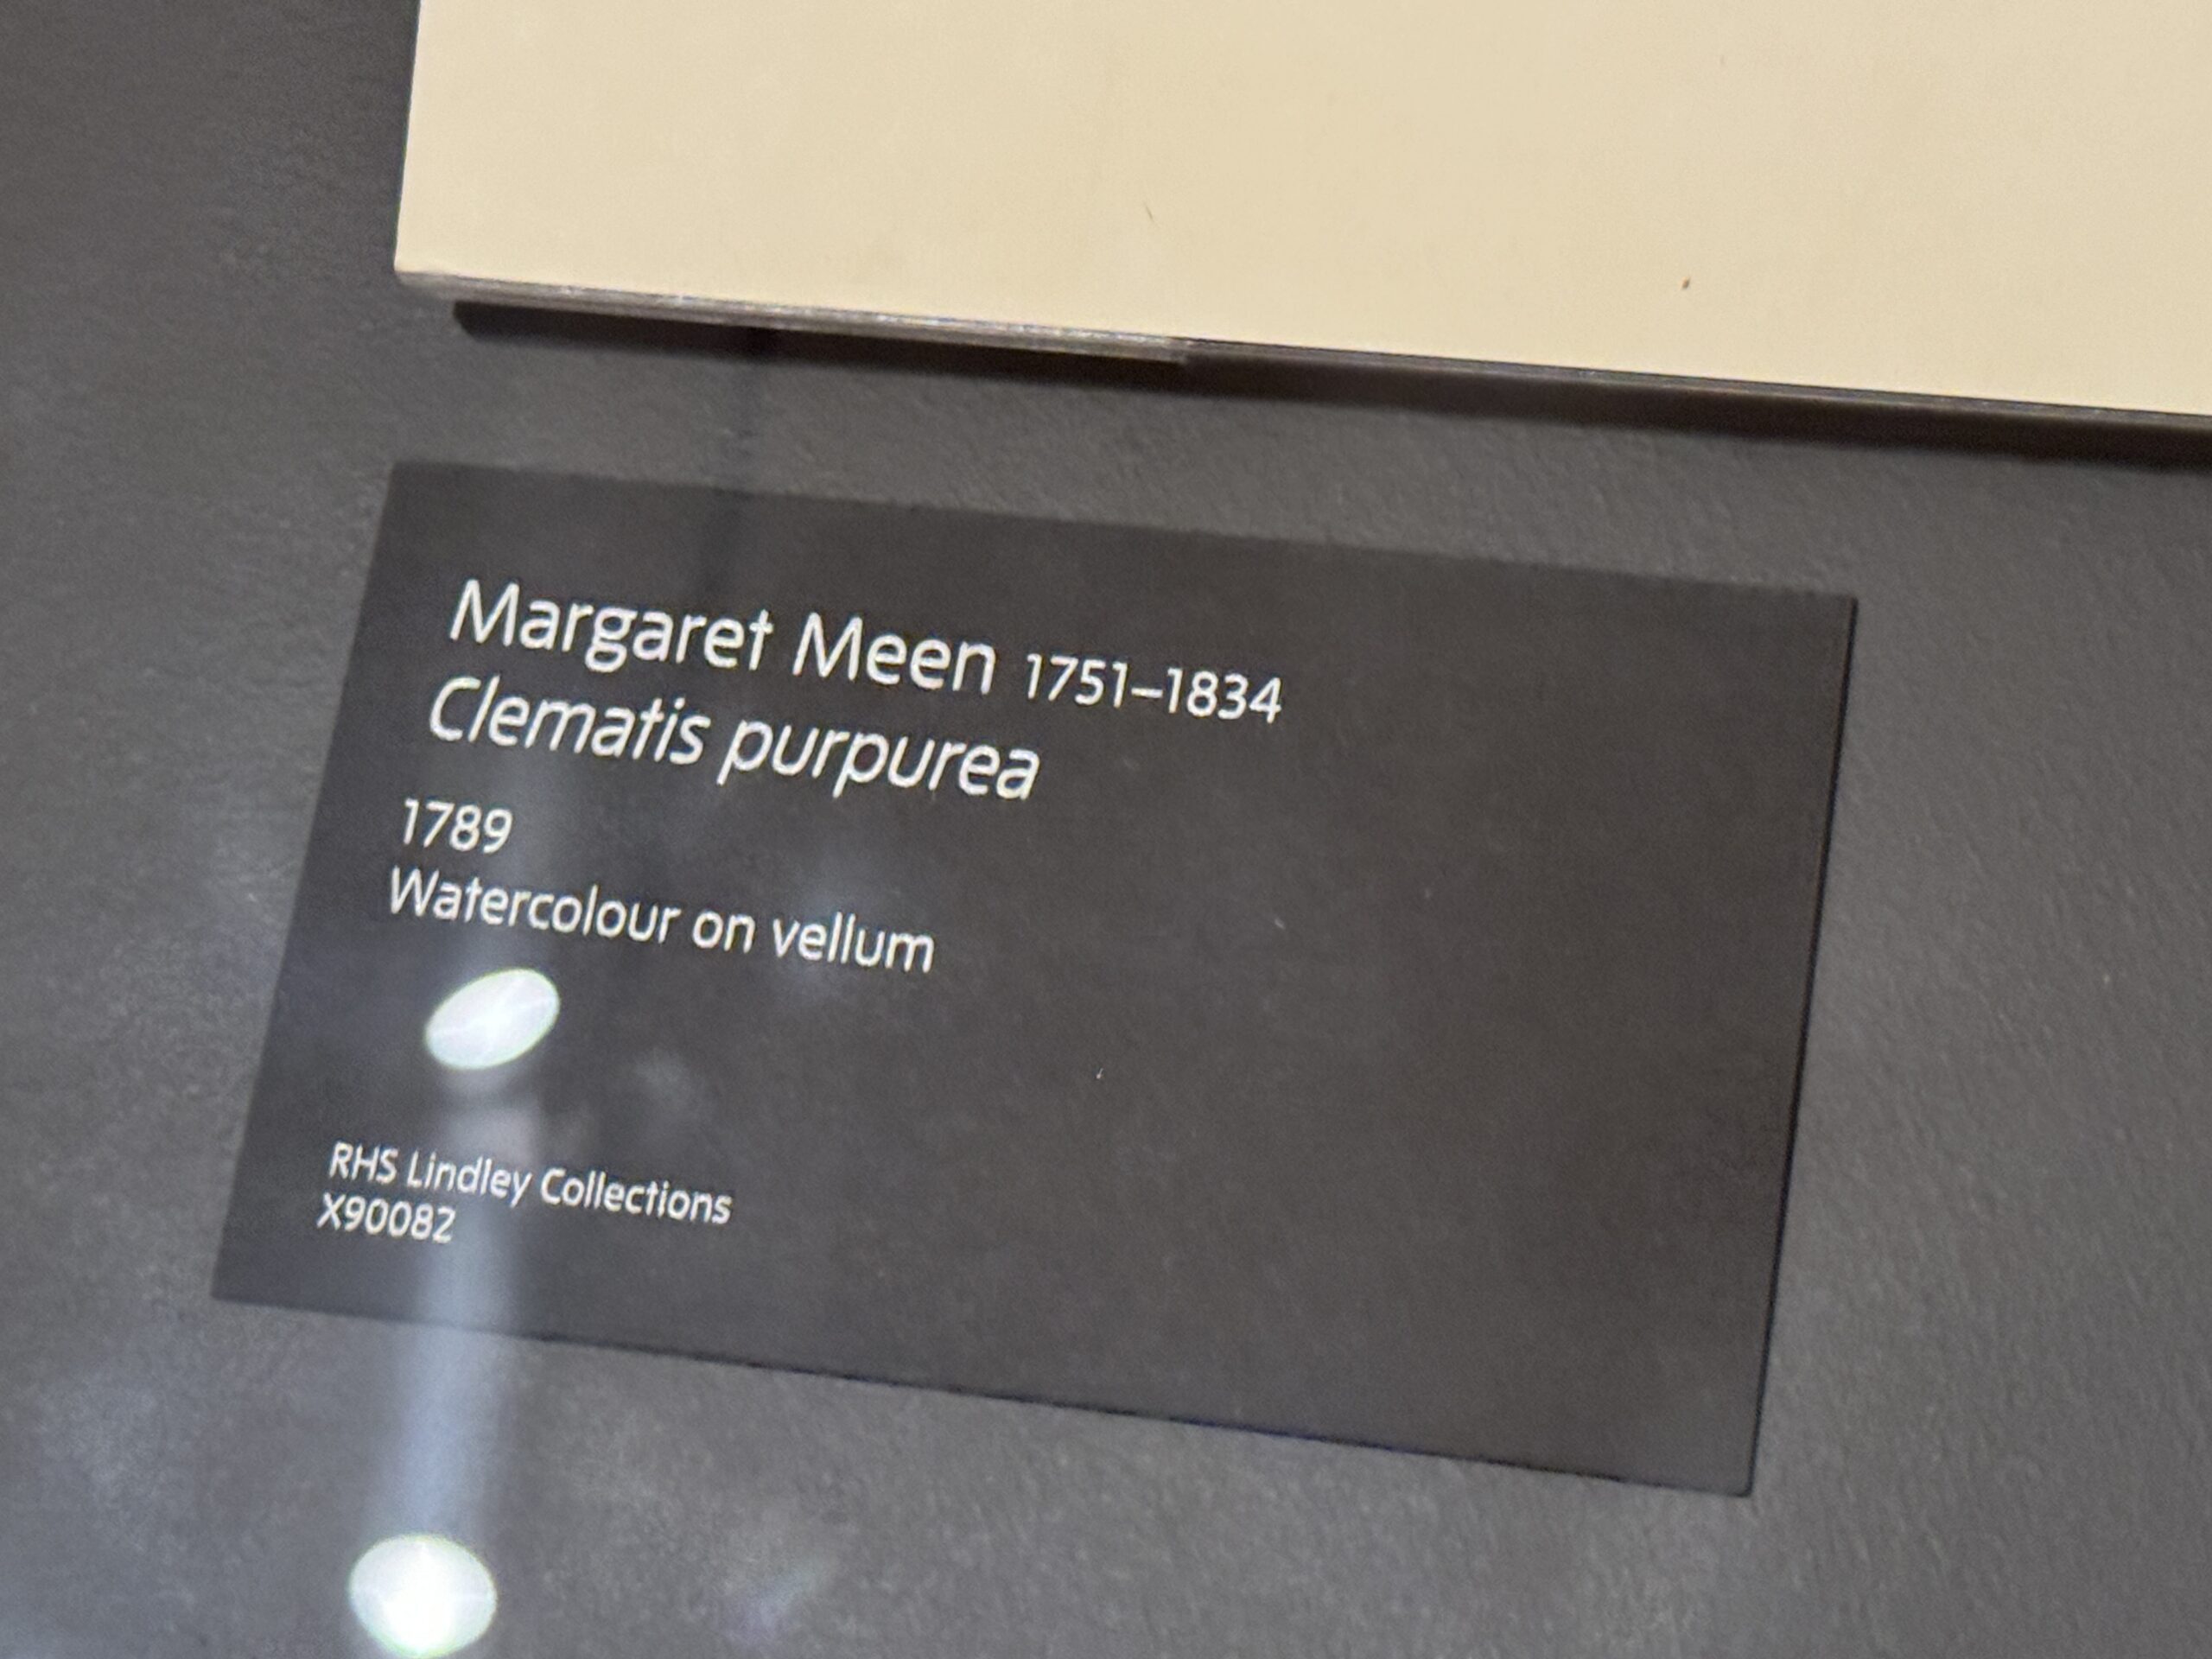 Margaret Meen 1751–1834
Clematis purpurea
1789
Watercolour on vellum
RHS Lindley Collections
X90082